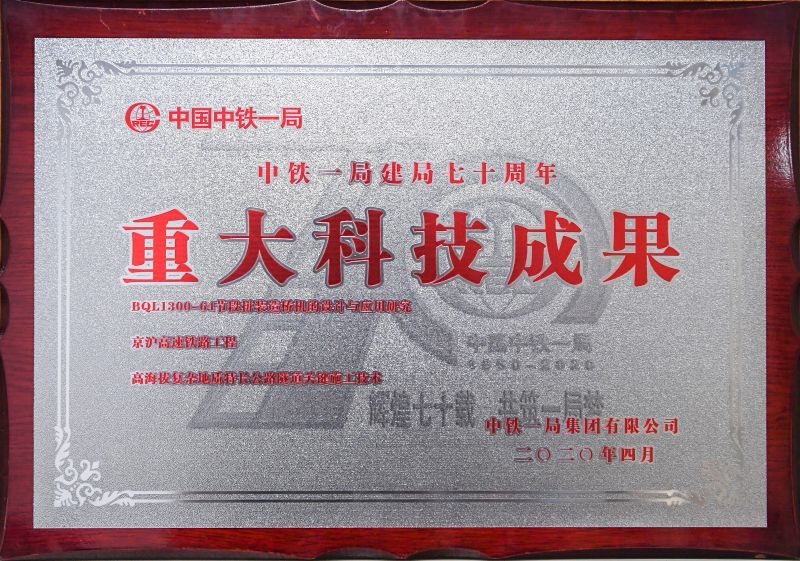 CREC 中国中铁一局
中铁一局建局七十周年
重大科技成果
BQL1300-64节段拼装造桥机的设计与应用研究
京沪高速铁路工程
高海拔复杂地质特长公路隧道关键施工技术
中国中铁一局
1950-2020
辉煌七十载 共筑一局梦
中铁一局集团有限公司
二〇二〇年四月